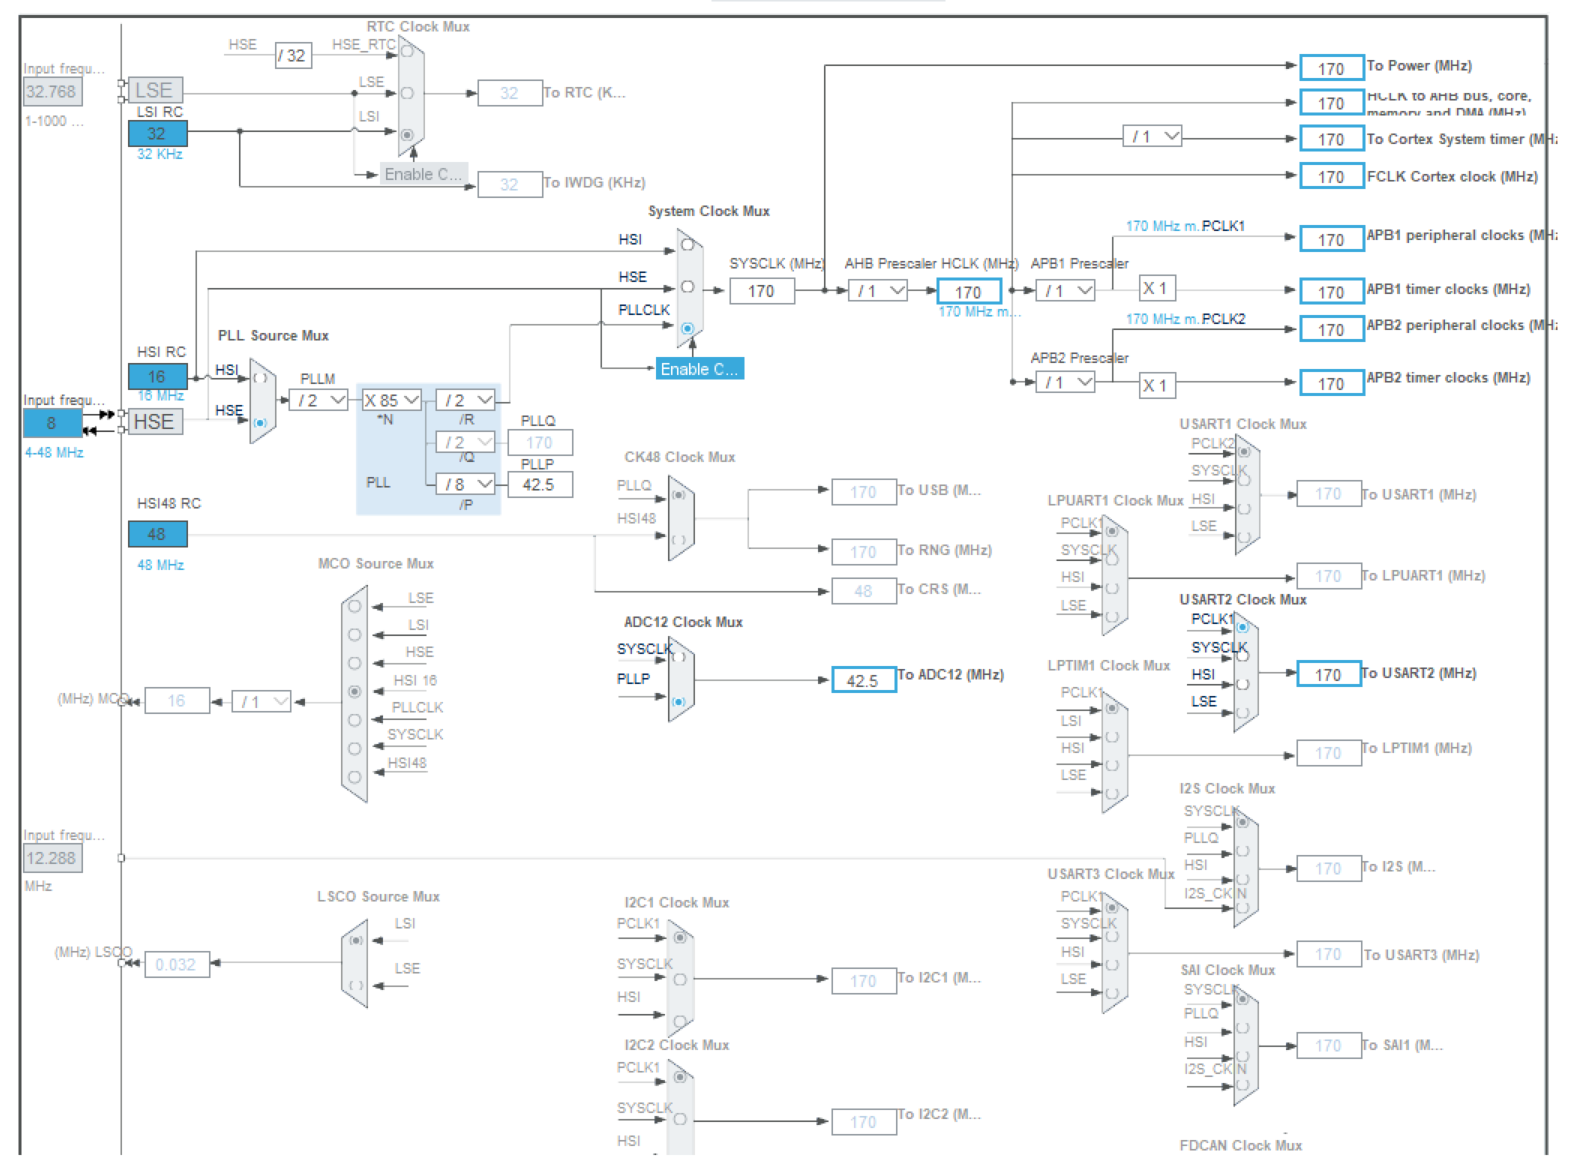 RTC Clock Mux
HSE
/ 32
HSE_RTC
Input frequ...
32.768
1-1000 ...
LSE
LSE
32
To RTC (K...
LSI RC
32
32 KHz
LSI
Enable C...
32
To IWDG (KHz)
170
To Power (MHz)
170
HCLK to AHB bus, core,
memory and DMA (MHz)
/ 1
170
To Cortex System timer (MHz
170
FCLK Cortex clock (MHz)
System Clock Mux
HSI
HSE
PLLCLK
Enable C...
SYSCLK (MHz)
170
AHB Prescaler
/ 1
HCLK (MHz)
170
170 MHz m...
APB1 Prescaler
/ 1
X 1
170 MHz m.
PCLK1
170
APB1 peripheral clocks (MHz
170
APB1 timer clocks (MHz)
170 MHz m.
PCLK2
170
APB2 peripheral clocks (MHz
APB2 Prescaler
/ 1
X 1
170
APB2 timer clocks (MHz)
PLL Source Mux
HSI RC
16
16 MHz
HSI
PLLM
/ 2
X 85
*N
/ 2
/R
/ 2
/Q
/ 8
/P
PLL
PLLQ
170
PLLP
42.5
Input frequ...
8
4-48 MHz
HSE
HSE
HSI48 RC
48
48 MHz
CK48 Clock Mux
PLLQ
HSI48
170
To USB (M...
170
To RNG (MHz)
48
To CRS (M...
USART1 Clock Mux
PCLK2
SYSCLK
HSI
LSE
170
To USART1 (MHz)
LPUART1 Clock Mux
PCLK1
SYSCLK
HSI
LSE
170
To LPUART1 (MHz)
MCO Source Mux
LSE
LSI
HSE
HSI 16
PLLCLK
SYSCLK
HSI48
(MHz) MCO
16
/ 1
ADC12 Clock Mux
SYSCLK
PLLP
42.5
To ADC12 (MHz)
USART2 Clock Mux
PCLK1
SYSCLK
HSI
LSE
170
To USART2 (MHz)
LPTIM1 Clock Mux
PCLK1
LSI
HSI
LSE
170
To LPTIM1 (MHz)
Input frequ...
12.288
MHz
I2S Clock Mux
SYSCLK
PLLQ
HSI
I2S_CKIN
170
To I2S (M...
LSCO Source Mux
LSI
LSE
(MHz) LSCO
0.032
I2C1 Clock Mux
PCLK1
SYSCLK
HSI
170
To I2C1 (M...
USART3 Clock Mux
PCLK1
SYSCLK
HSI
LSE
170
To USART3 (MHz)
SAI Clock Mux
SYSCLK
PLLQ
HSI
I2S_CKIN
170
To SAI1 (M...
I2C2 Clock Mux
PCLK1
SYSCLK
HSI
170
To I2C2 (M...
FDCAN Clock Mux